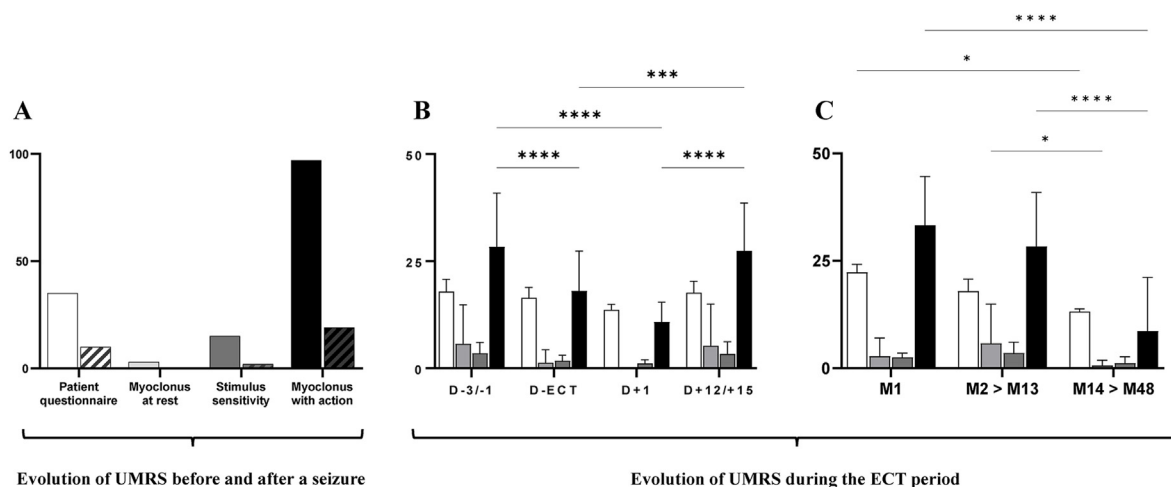 ****
*
***
A
B
****
****
C
****
****
*
100
50
0
50
25
0
50
25
0
Patient
questionnaire
Myoclonus
at rest
Stimulus
sensitivity
Myoclonus
with action
D-3/-1
D-ECT
D+1
D+12/+15
M1
M2 > M13
M14 > M48
Evolution of UMRS before and after a seizure
Evolution of UMRS during the ECT period